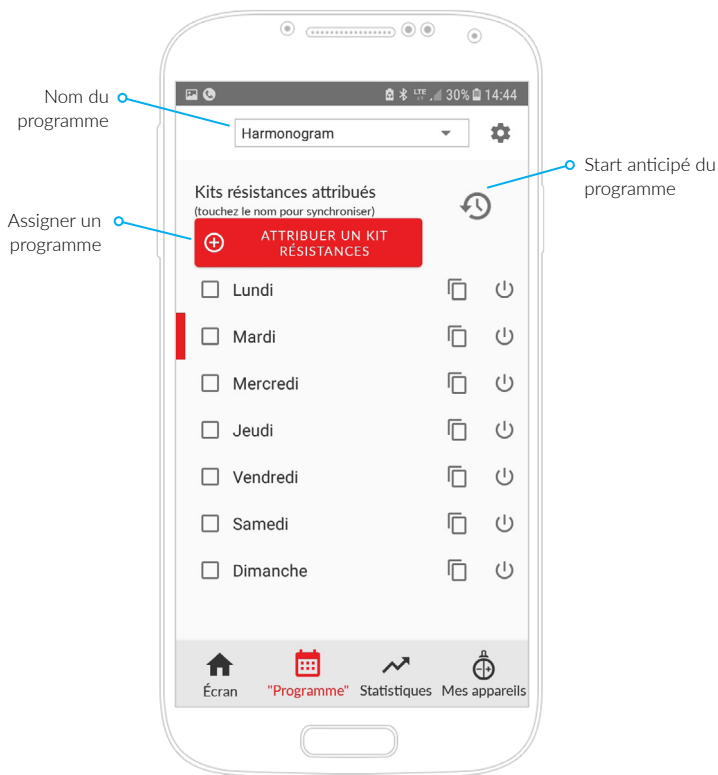 LTE 30% 14:44
Nom du
programme
Harmonogram
Start anticipé du
programme
Kits résistances attribués
(touchez le nom pour synchroniser)
Assigner un
programme
ATTRIBUER UN KIT
RÉSISTANCES
Lundi
Mardi
Mercredi
Jeudi
Vendredi
Samedi
Dimanche
Écran "Programme" Statistiques Mes appareils